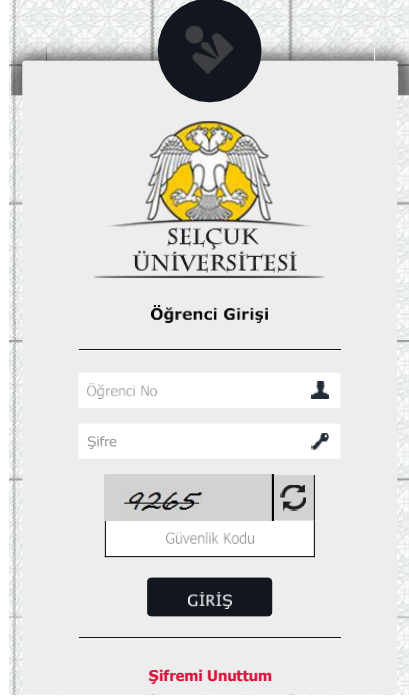 SELÇUK
ÜNİVERSİTESİ
Öğrenci Girişi
Öğrenci No
Şifre
9265
Güvenlik Kodu
GİRİŞ
Şifremi Unuttum